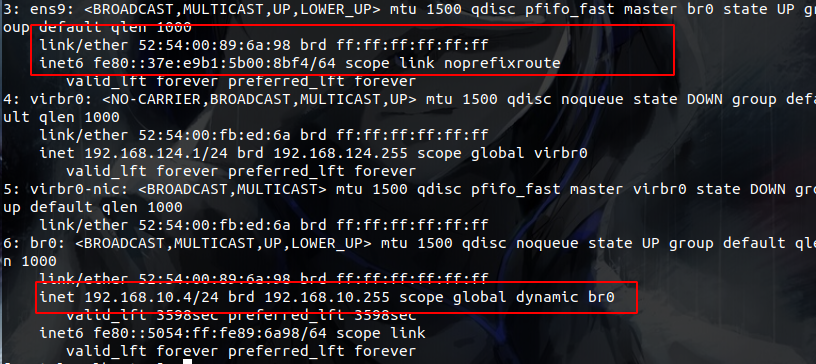 3: ens9: <BROADCAST,MULTICAST,UP,LOWER_UP> mtu 1500 qdisc pfifo_fast master br0 state UP gr
oup default qlen 1000
link/ether 52:54:00:89:6a:98 brd ff:ff:ff:ff:ff:ff
inet6 fe80::37e:e9b1:5b00:8bf4/64 scope link noprefixroute
valid_lft forever preferred_lft forever
4: virbr0: <NO-CARRIER,BROADCAST,MULTICAST,UP> mtu 1500 qdisc noqueue state DOWN group defa
ult qlen 1000
link/ether 52:54:00:fb:ed:6a brd ff:ff:ff:ff:ff:ff
inet 192.168.124.1/24 brd 192.168.124.255 scope global virbr0
valid_lft forever preferred_lft forever
5: virbr0-nic: <BROADCAST,MULTICAST> mtu 1500 qdisc pfifo_fast master virbr0 state DOWN gro
up default qlen 1000
link/ether 52:54:00:fb:ed:6a brd ff:ff:ff:ff:ff:ff
6: br0: <BROADCAST,MULTICAST,UP,LOWER_UP> mtu 1500 qdisc noqueue state UP group default qle
n 1000
link/ether 52:54:00:89:6a:98 brd ff:ff:ff:ff:ff:ff
inet 192.168.10.4/24 brd 192.168.10.255 scope global dynamic br0
valid_lft 3598sec preferred_lft 3598sec
inet6 fe80::5054:ff:fe89:6a98/64 scope link
valid_lft forever preferred_lft forever